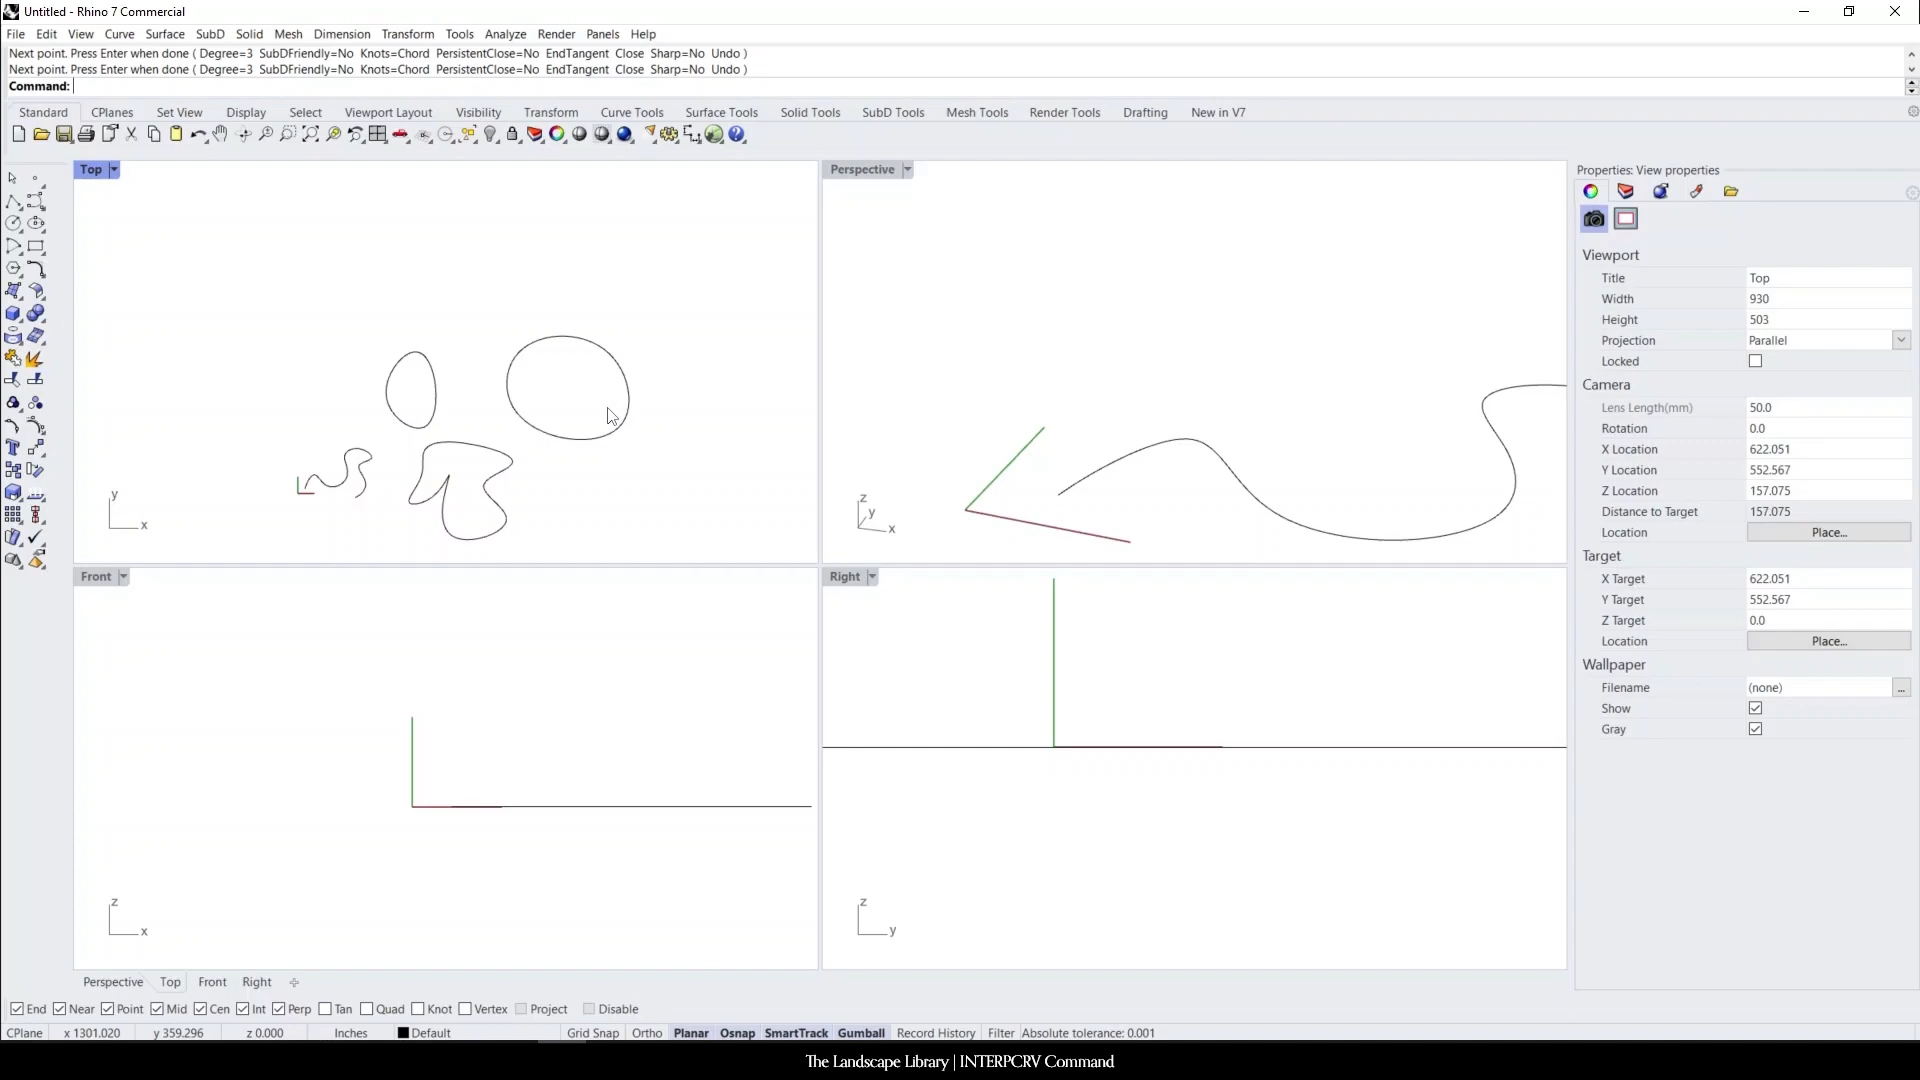 Untitled - Rhino 7 Commercial
File Edit View Curve Surface SubD Solid Mesh Dimension Transform Tools Analyze Render Panels Help
Next point. Press Enter when done ( Degree=3 SubDFriendly=No Knots=Chord PersistentClose=No EndTangent Close Sharp=No Undo )
Next point. Press Enter when done ( Degree=3 SubDFriendly=No Knots=Chord PersistentClose=No EndTangent Close Sharp=No Undo )
Command:
Standard CPlanes Set View Display Select Viewport Layout Visibility Transform Curve Tools Surface Tools Solid Tools SubD Tools Mesh Tools Render Tools Drafting New in V7
Top
y
x
Perspective
z
y
x
Front
z
x
Right
z
y
Properties: View properties
Viewport
Title Top
Width 930
Height 503
Projection Parallel
Locked
Camera
Lens Length(mm) 50.0
Rotation 0.0
X Location 622.051
Y Location 552.567
Z Location 157.075
Distance to Target 157.075
Location Place...
Target
X Target 622.051
Y Target 552.567
Z Target 0.0
Location Place...
Wallpaper
Filename (none) ...
Show
Gray
Perspective Top Front Right
End Near Point Mid Cen Int Perp Tan Quad Knot Vertex Project Disable
CPlane x 1301.020 y 359.296 z 0.000 Inches Default Grid Snap Ortho Planar Osnap SmartTrack Gumball Record History Filter Absolute tolerance: 0.001
The Landscape Library | INTERPCRV Command